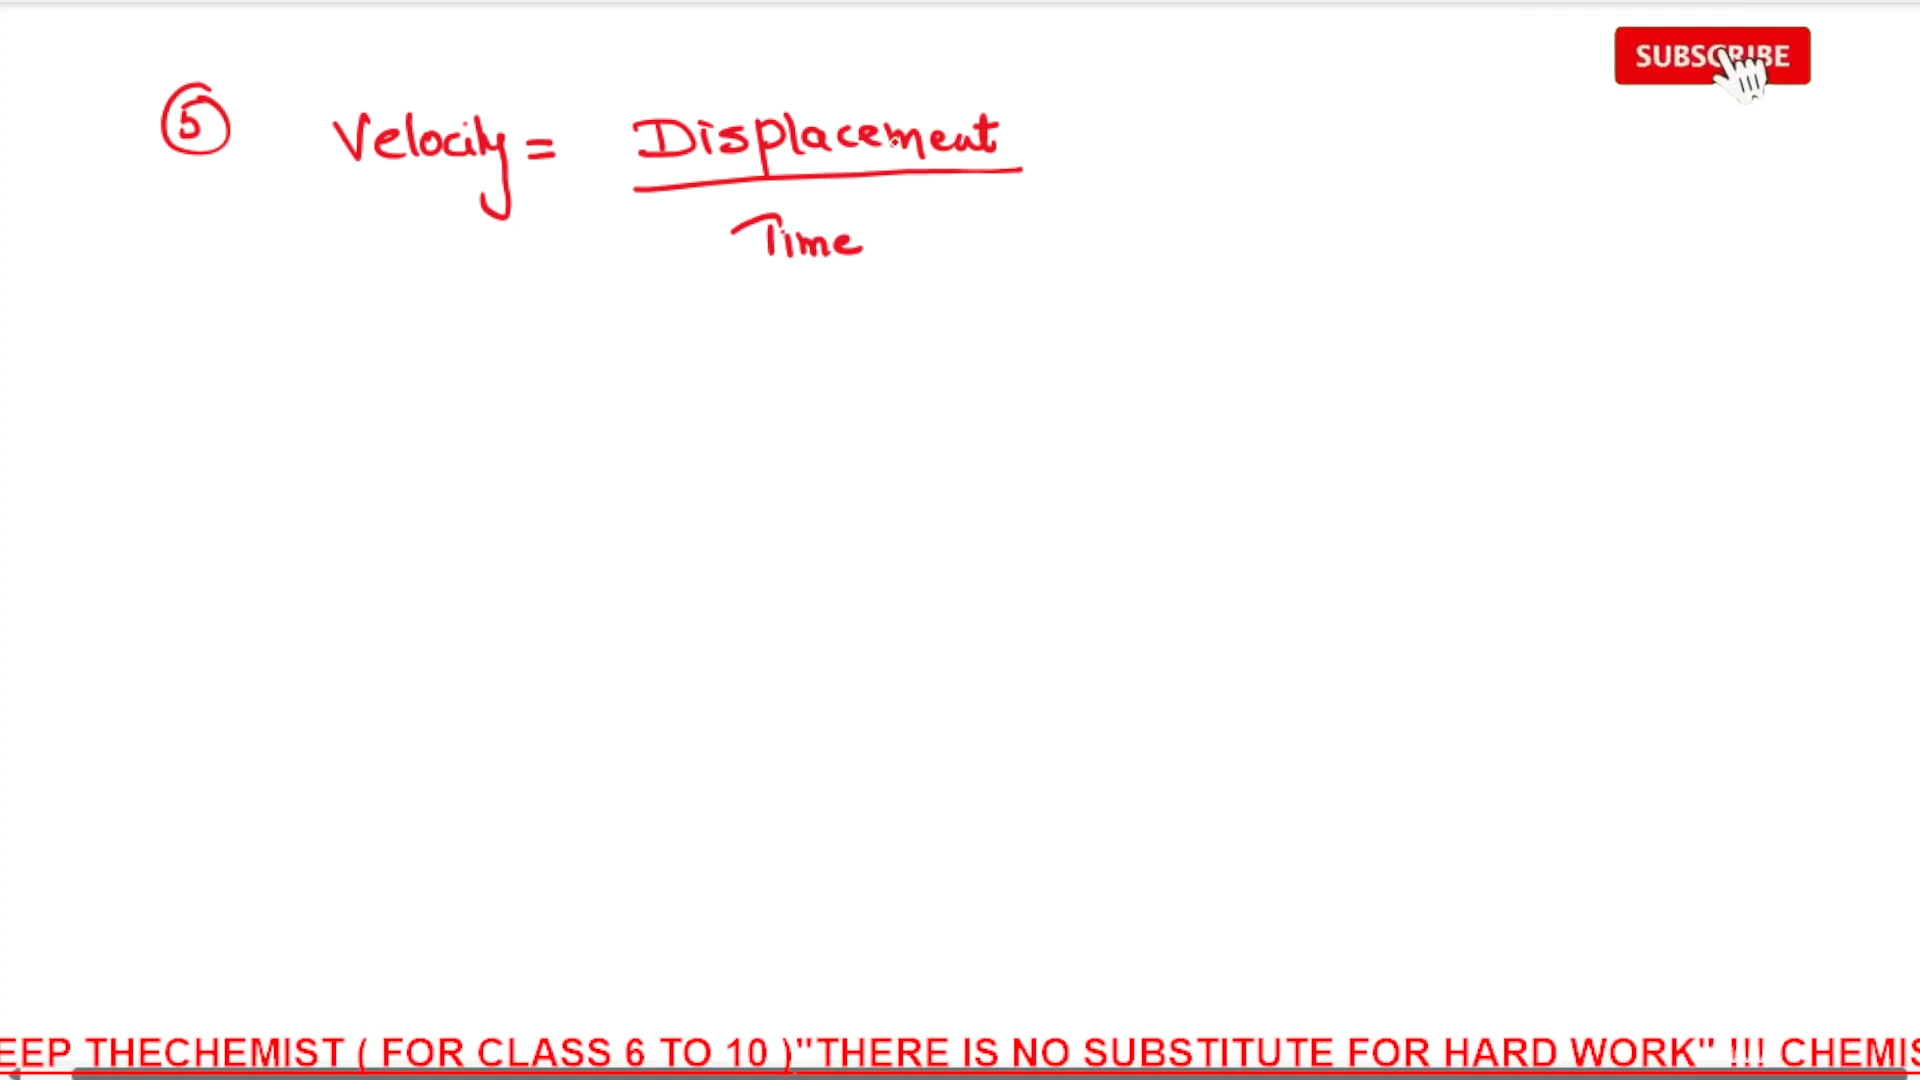 SUBSCRIBE
5 Velocity = Displacement
Time
EEP THECHEMIST ( FOR CLASS 6 TO 10 )"THERE IS NO SUBSTITUTE FOR HARD WORK" !!! CHEMIS